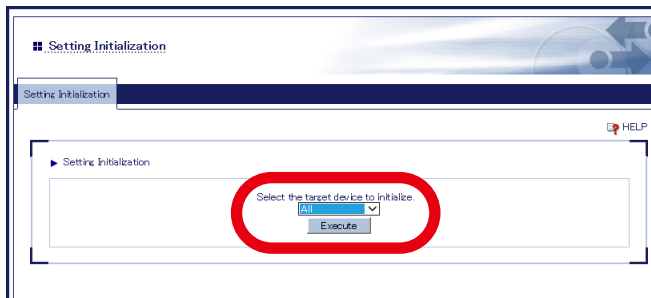 Setting Initialization
Setting Initialization
HELP
Setting Initialization
Select the target device to initialize.
All
Execute